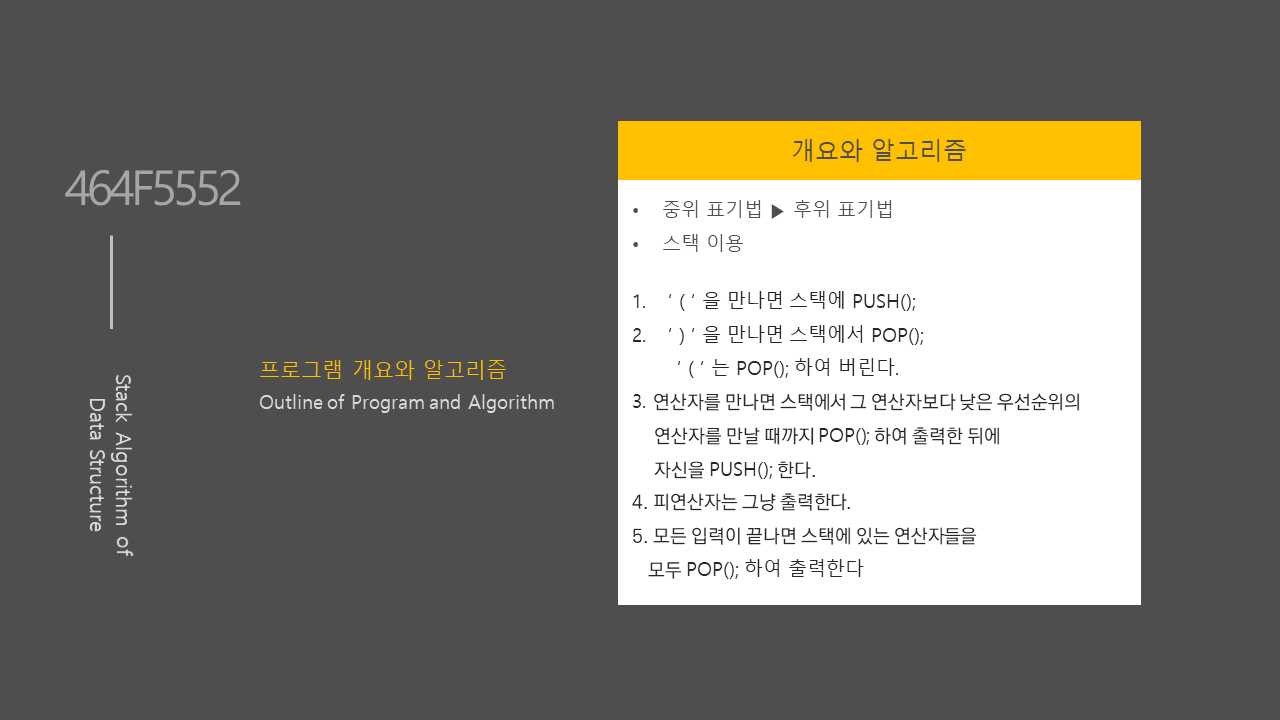 464F5552
Stack Algorithm of
Data Structure
프로그램 개요와 알고리즘
Outline of Program and Algorithm
개요와 알고리즘
• 중위 표기법 ▶ 후위 표기법
• 스택 이용
1. ‘ ( ‘ 을 만나면 스택에 PUSH();
2. ‘ ) ‘ 을 만나면 스택에서 POP();
‘ ( ‘ 는 POP(); 하여 버린다.
3. 연산자를 만나면 스택에서 그 연산자보다 낮은 우선순위의
연산자를 만날 때까지 POP(); 하여 출력한 뒤에
자신을 PUSH(); 한다.
4. 피연산자는 그냥 출력한다.
5. 모든 입력이 끝나면 스택에 있는 연산자들을
모두 POP(); 하여 출력한다